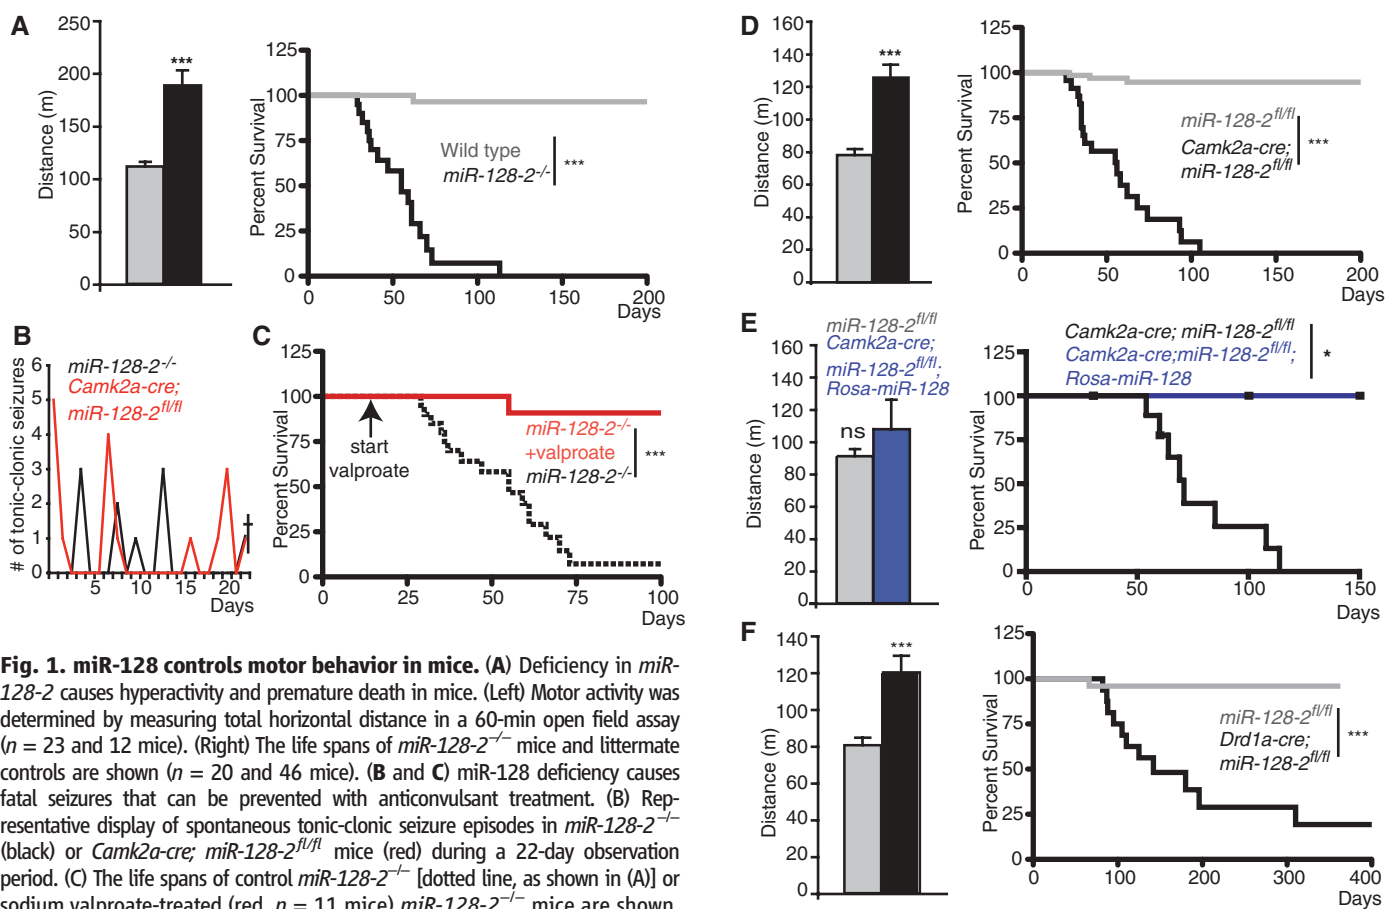 A
250
200
150
100
50
0
Distance (m)
***
125
100
75
50
25
0
Percent Survival
Wild type
miR-128-2-/-
***
0 50 100 150 200
Days
B
6
5
4
3
2
1
0
# of tonic-clonic seizures
miR-128-2-/-
Camk2a-cre;
miR-128-2fl/fl
5 10 15 20
Days
C
125
100
75
50
25
0
Percent Survival
start
valproate
miR-128-2-/-
+valproate
miR-128-2-/-
***
0 25 50 75 100
Days
D
160
140
120
100
80
60
40
20
0
Distance (m)
***
125
100
75
50
25
0
Percent Survival
miR-128-2fl/fl
Camk2a-cre;
miR-128-2fl/fl
***
0 50 100 150 200
Days
E
miR-128-2fl/fl
Camk2a-cre;
miR-128-2fl/fl;
Rosa-miR-128
160
140
120
100
80
60
40
20
0
Distance (m)
ns
Camk2a-cre; miR-128-2fl/fl
Camk2a-cre;miR-128-2fl/fl;
Rosa-miR-128
*
125
100
75
50
25
0
Percent Survival
0 50 100 150
Days
F
140
120
100
80
60
40
20
0
Distance (m)
***
125
100
75
50
25
0
Percent Survival
miR-128-2fl/fl
Drd1a-cre;
miR-128-2fl/fl
***
0 100 200 300 400
Days
Fig. 1. miR-128 controls motor behavior in mice. (A) Deficiency in miR-
128-2 causes hyperactivity and premature death in mice. (Left) Motor activity was
determined by measuring total horizontal distance in a 60-min open field assay
(n = 23 and 12 mice). (Right) The life spans of miR-128-2−/− mice and littermate
controls are shown (n = 20 and 46 mice). (B and C) miR-128 deficiency causes
fatal seizures that can be prevented with anticonvulsant treatment. (B) Rep-
resentative display of spontaneous tonic-clonic seizure episodes in miR-128-2−/−
(black) or Camk2a-cre; miR-128-2fl/fl mice (red) during a 22-day observation
period. (C) The life spans of control miR-128-2−/− [dotted line, as shown in (A)] or
sodium valproate-treated (red, n = 11 mice) miR-128-2−/− mice are shown.